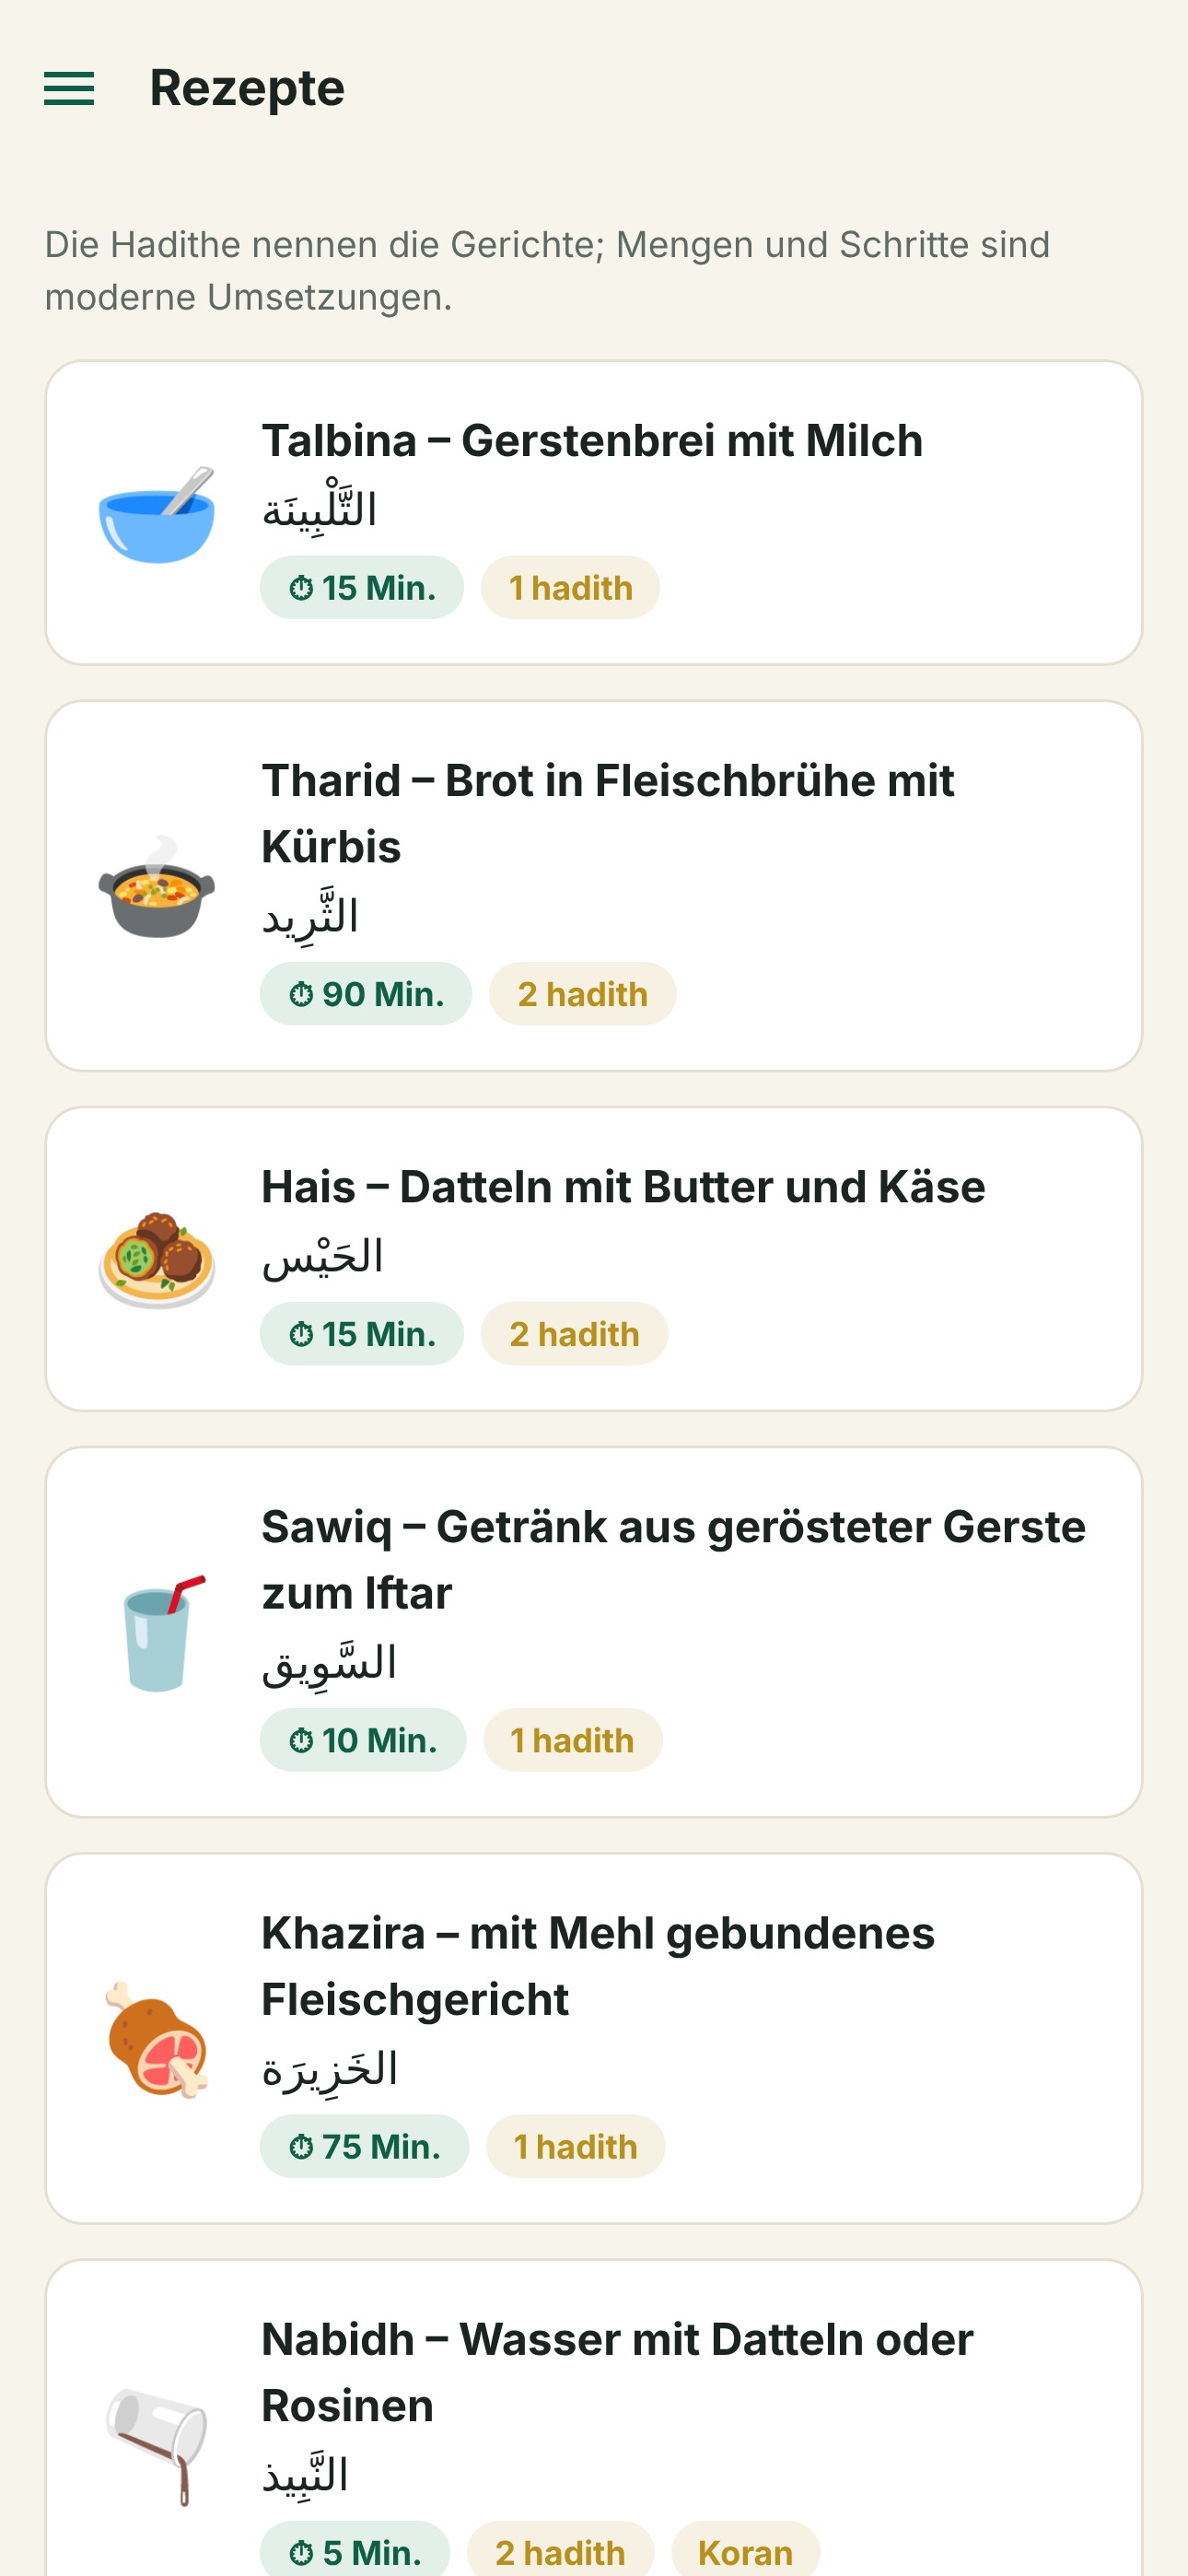 Rezepte
Die Hadithe nennen die Gerichte; Mengen und Schritte sind
moderne Umsetzungen.
Talbina – Gerstenbrei mit Milch
التَّلْبِينَة
⏱ 15 Min. 1 hadith
Tharid – Brot in Fleischbrühe mit
Kürbis
الثَّرِيد
⏱ 90 Min. 2 hadith
Hais – Datteln mit Butter und Käse
الحَيْس
⏱ 15 Min. 2 hadith
Sawiq – Getränk aus gerösteter Gerste
zum Iftar
السَّوِيق
⏱ 10 Min. 1 hadith
Khazira – mit Mehl gebundenes
Fleischgericht
الخَزِيرَة
⏱ 75 Min. 1 hadith
Nabidh – Wasser mit Datteln oder
Rosinen
النَّبِيذ
⏱ 5 Min. 2 hadith Koran